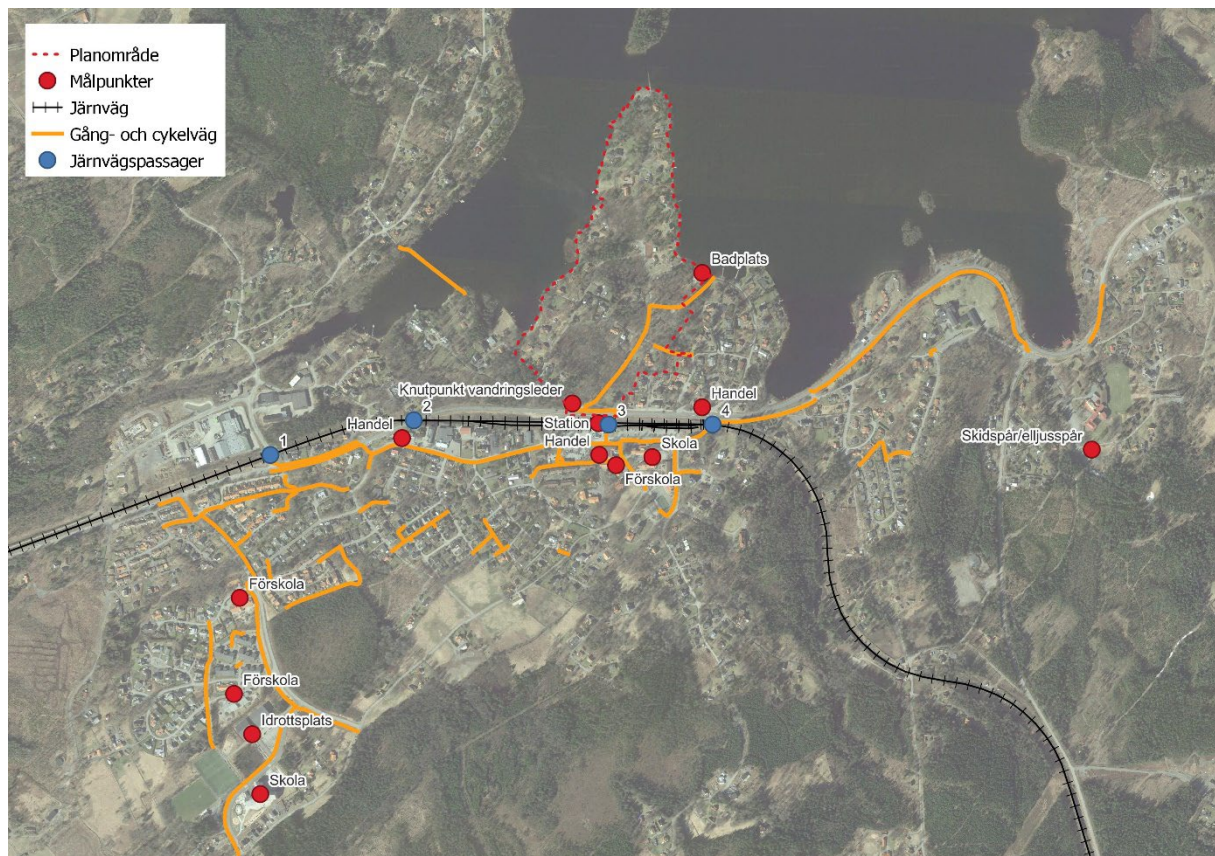 Planområde
Målpunkter
Järnväg
Gång- och cykelväg
Järnvägspassager
Badplats
Knutpunkt vandringsleder
Handel
Handel
2
Station
3
4
1
Handel
Skola
Skidspår/elljusspår
Förskola
Förskola
Förskola
Idrottsplats
Skola